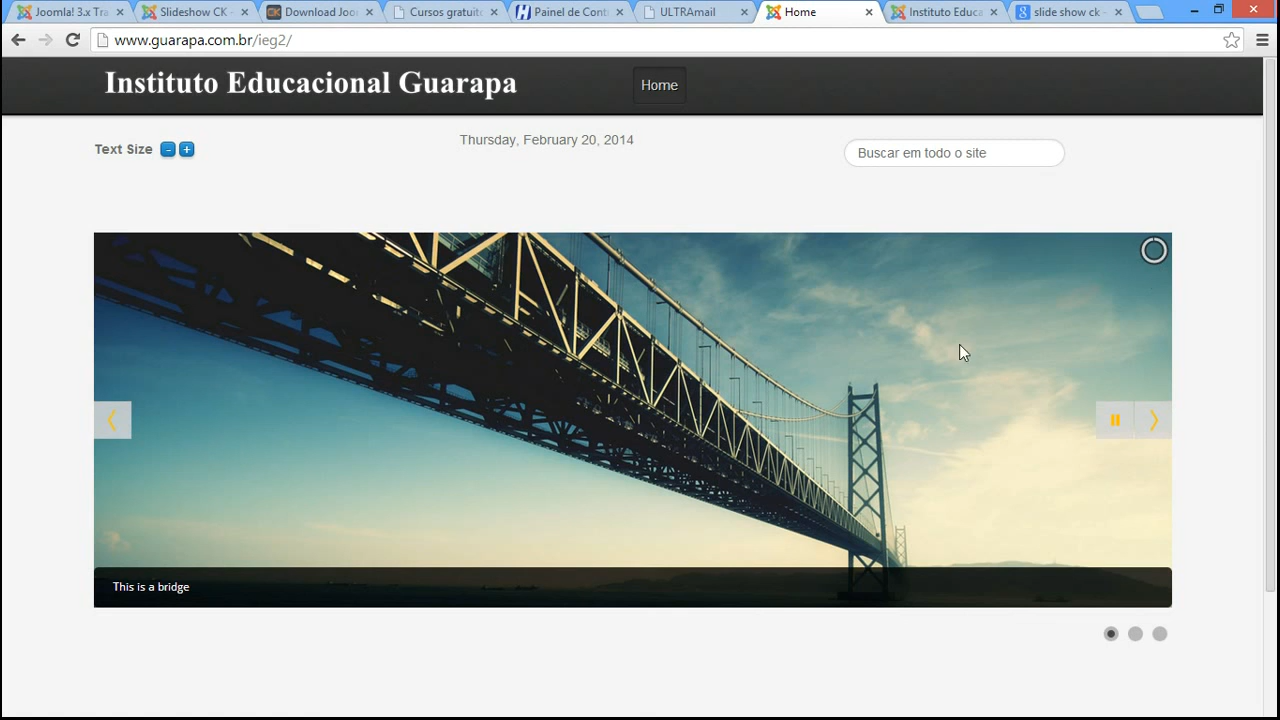 Joomla! 3.x Tra
Slideshow CK -
Download Joo
Cursos gratuito
Painel de Cont
ULTRAmail
Home
Instituto Educa
slide show ck -
www.guarapa.com.br/ieg2/
Instituto Educacional Guarapa
Home
Text Size - +
Thursday, February 20, 2014
Buscar em todo o site
This is a bridge